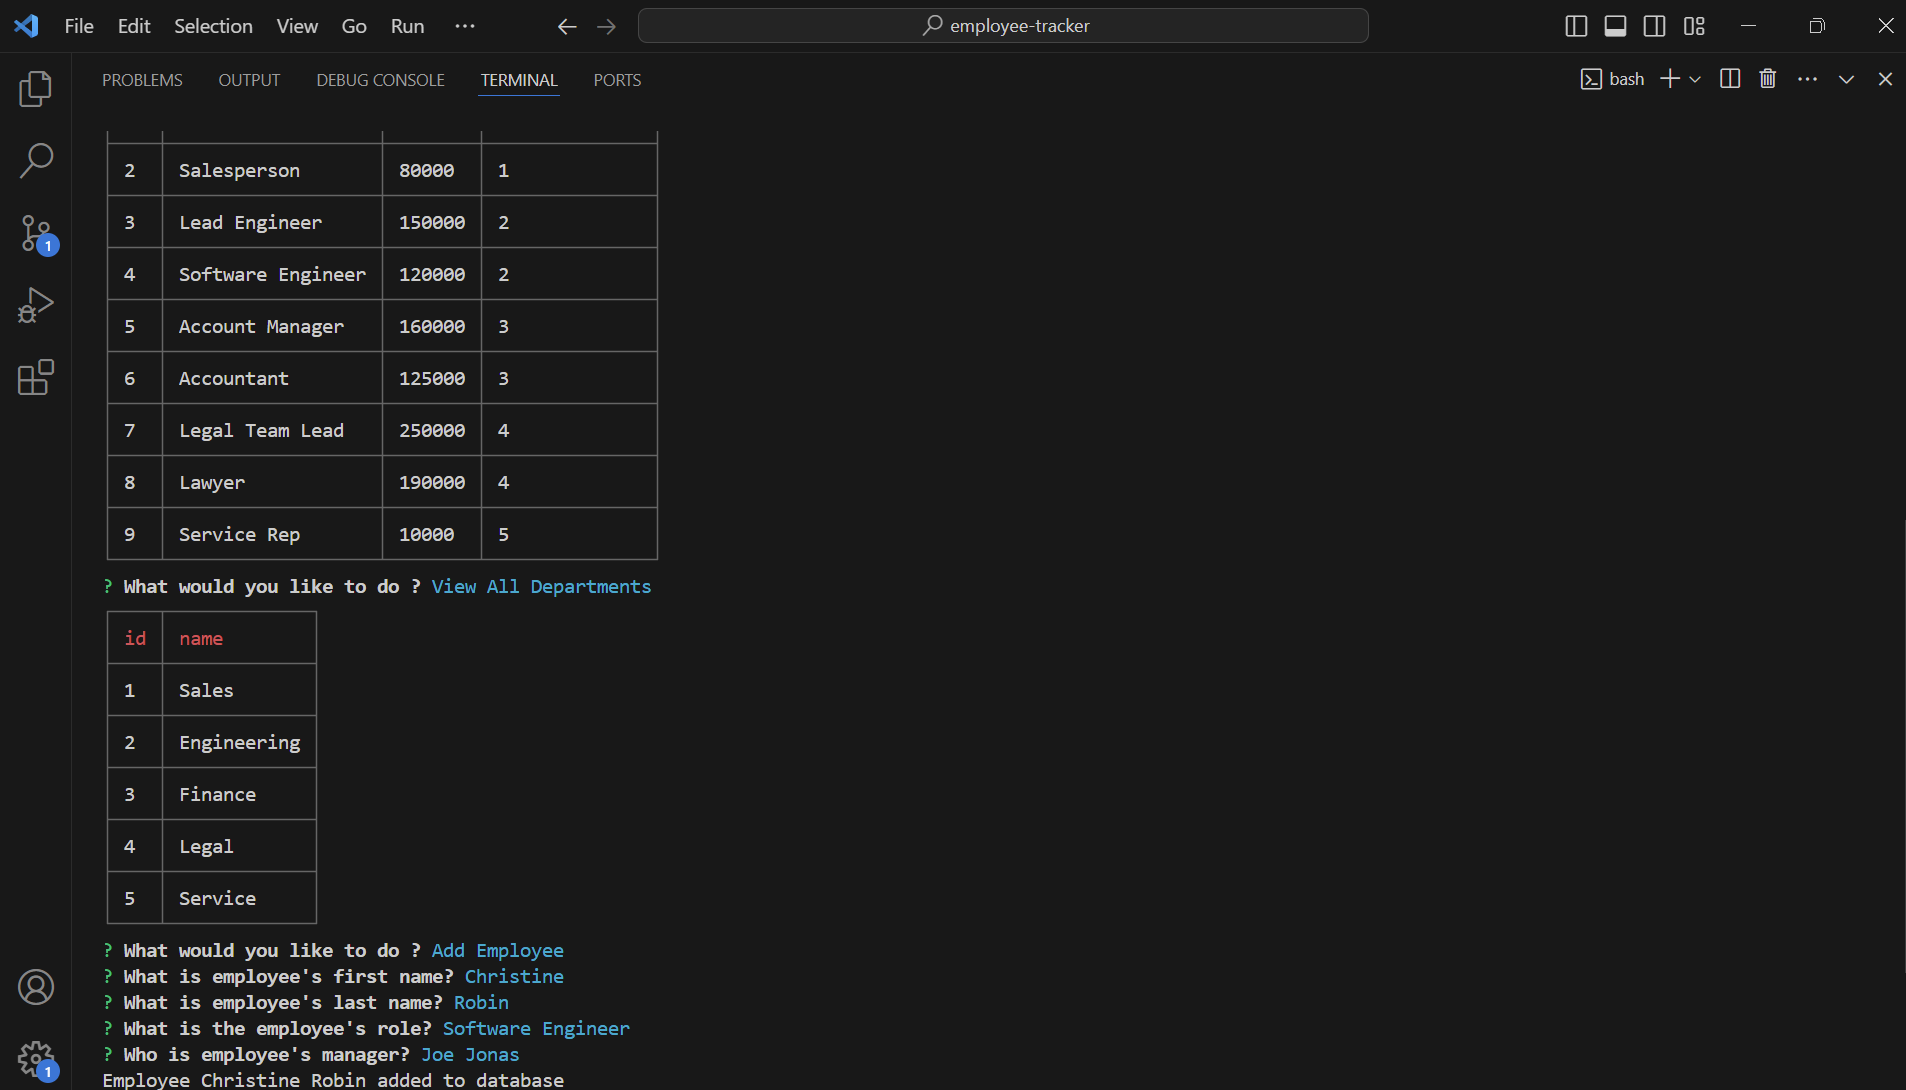 File Edit Selection View Go Run ··· employee-tracker
PROBLEMS OUTPUT DEBUG CONSOLE TERMINAL PORTS bash
2 Salesperson 80000 1
3 Lead Engineer 150000 2
4 Software Engineer 120000 2
5 Account Manager 160000 3
6 Accountant 125000 3
7 Legal Team Lead 250000 4
8 Lawyer 190000 4
9 Service Rep 10000 5
? What would you like to do ? View All Departments
id name
1 Sales
2 Engineering
3 Finance
4 Legal
5 Service
? What would you like to do ? Add Employee
? What is employee's first name? Christine
? What is employee's last name? Robin
? What is the employee's role? Software Engineer
? Who is employee's manager? Joe Jonas
Employee Christine Robin added to database
1
1